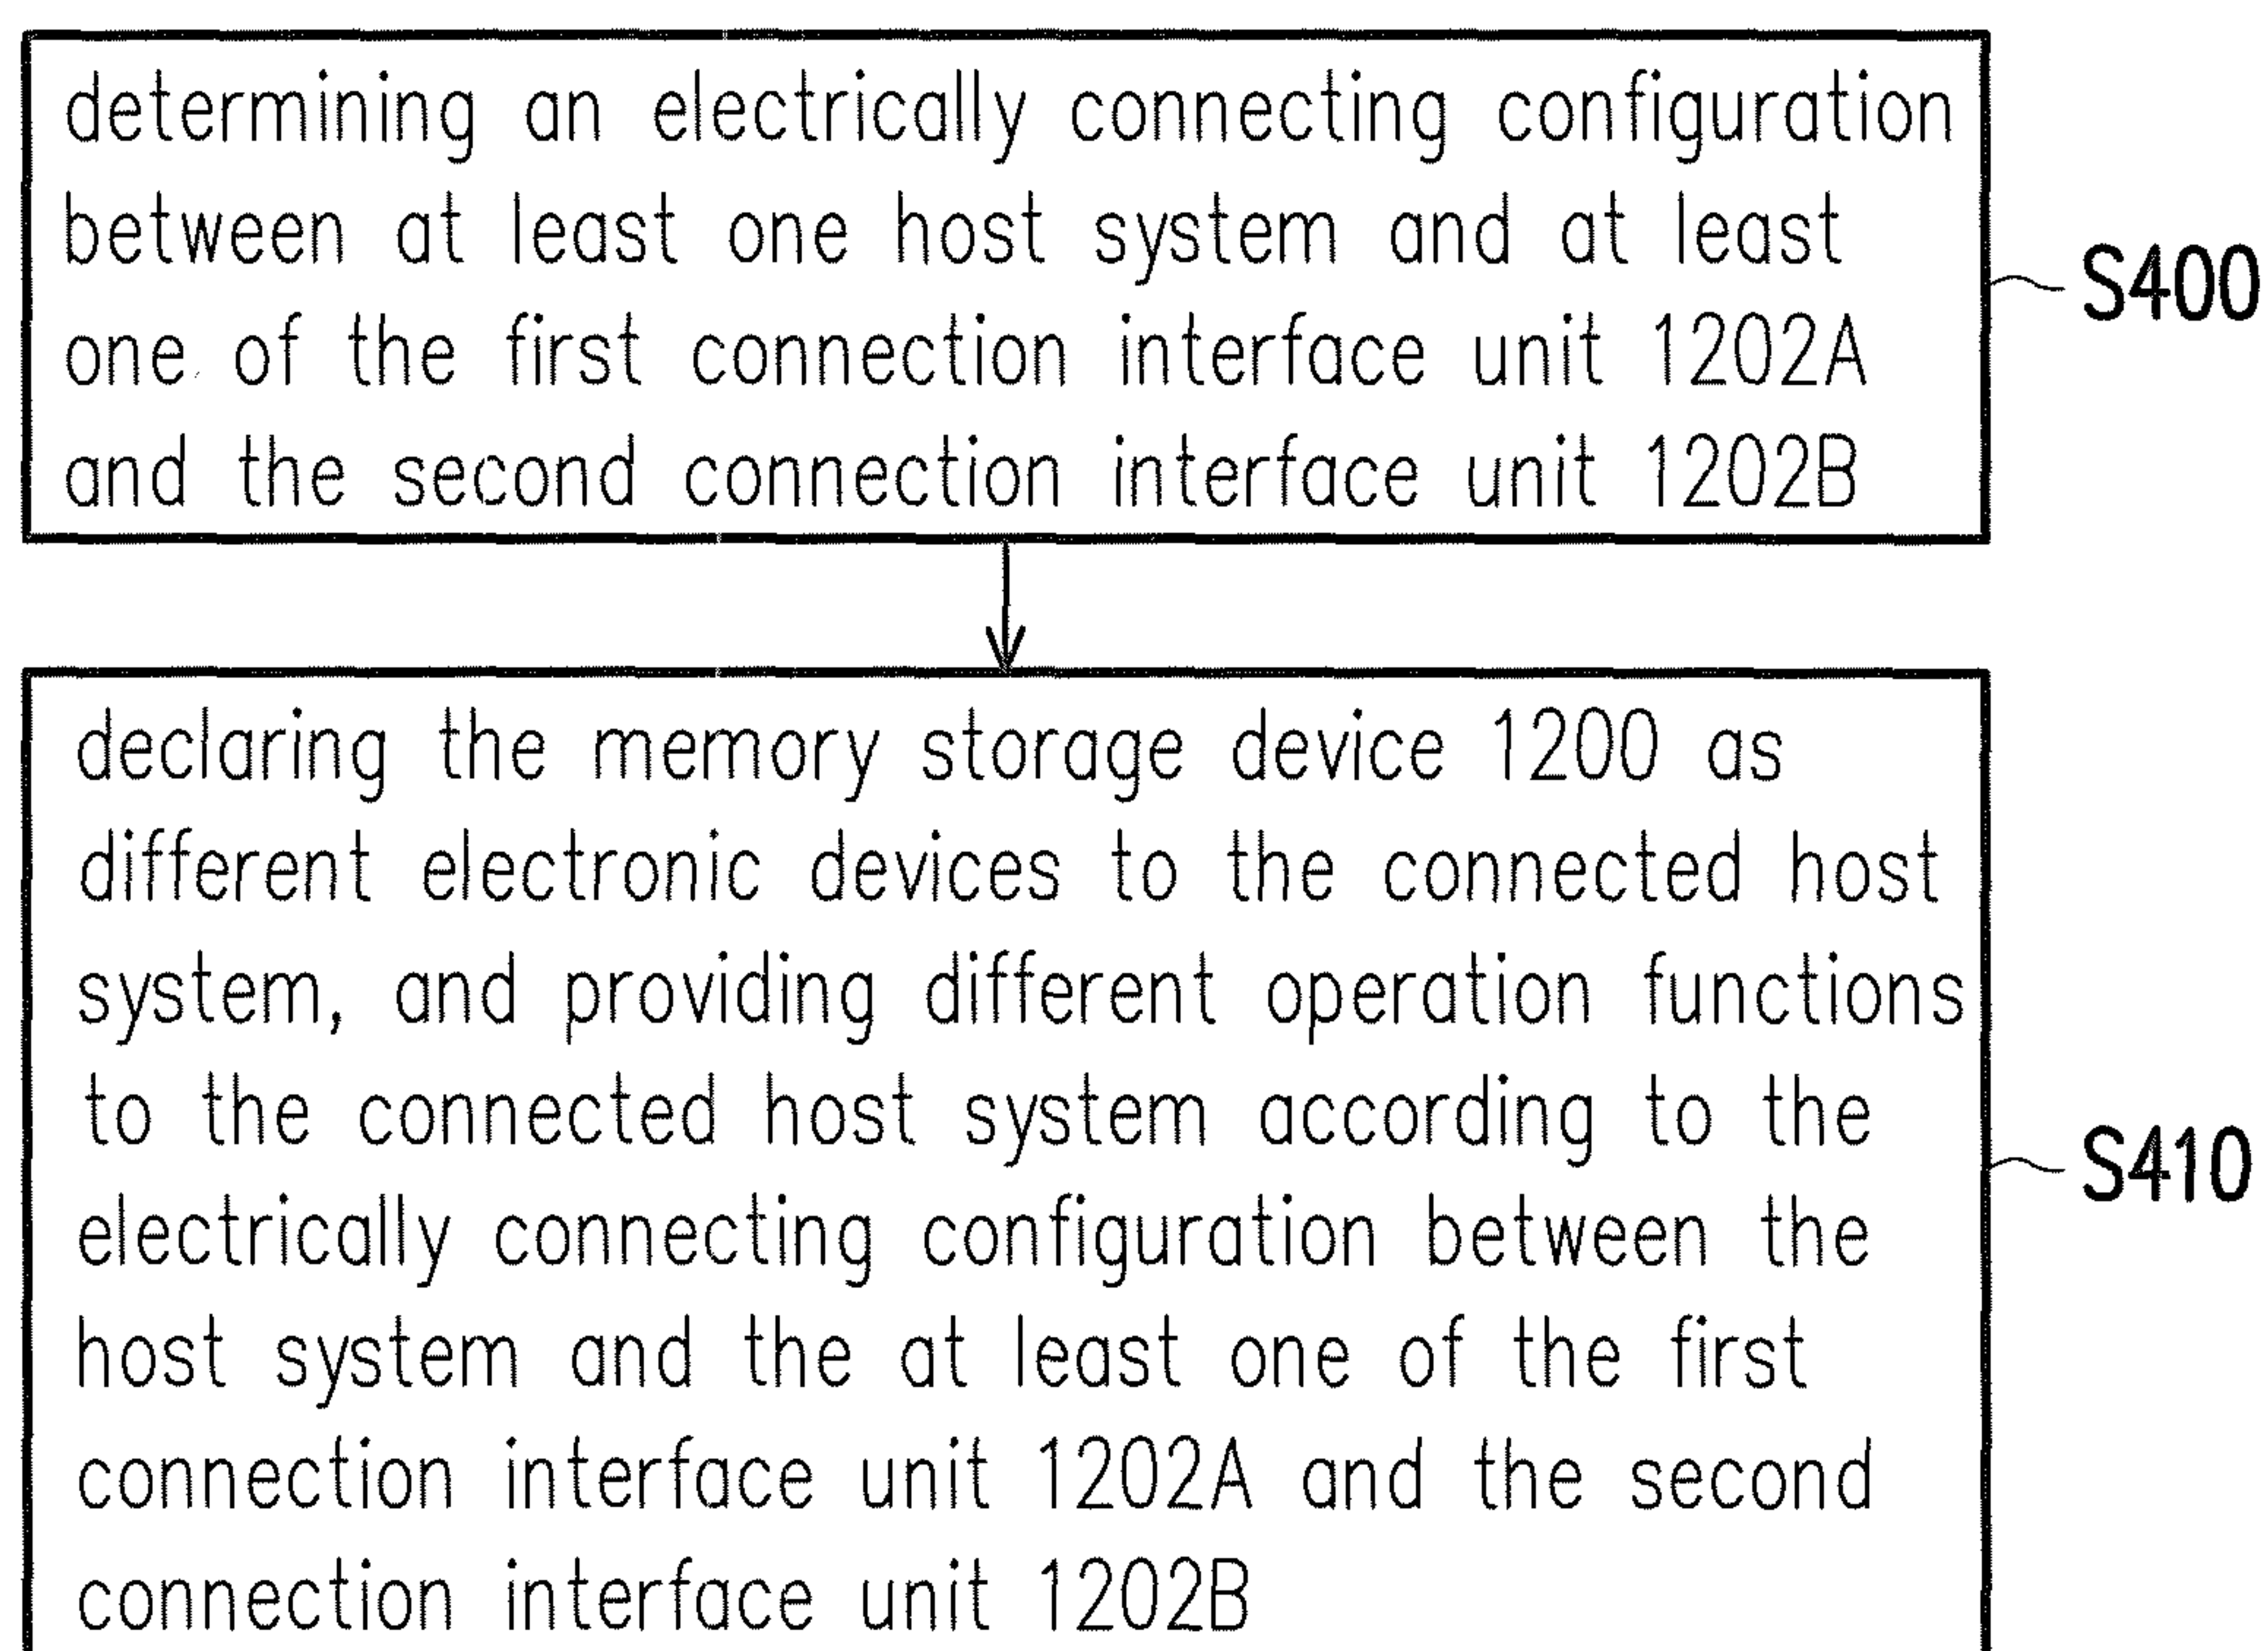 determining an electrically connecting configuration
between at least one host system and at least
one of the first connection interface unit 1202A
and the second connection interface unit 1202B
S400
declaring the memory storage device 1200 as
different electronic devices to the connected host
system, and providing different operation functions
to the connected host system according to the
electrically connecting configuration between the
host system and the at least one of the first
connection interface unit 1202A and the second
connection interface unit 1202B
S410